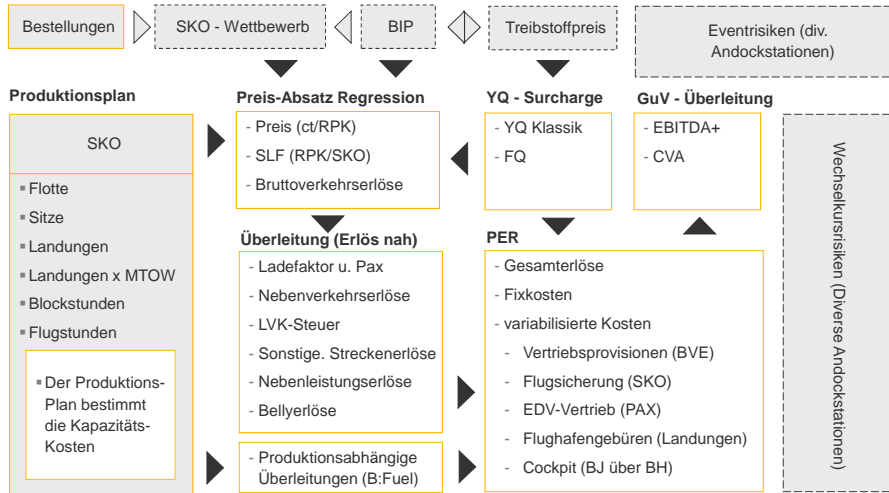 Bestellungen
SKO - Wettbewerb
BIP
Treibstoffpreis
Eventrisiken (div.
Andockstationen)
Produktionsplan
SKO
▪ Flotte
▪ Sitze
▪ Landungen
▪ Landungen x MTOW
▪ Blockstunden
▪ Flugstunden
▪ Der Produktions-
Plan bestimmt
die Kapazitäts-
Kosten
Preis-Absatz Regression
- Preis (ct/RPK)
- SLF (RPK/SKO)
- Bruttoverkehrserlöse
YQ - Surcharge
- YQ Klassik
- FQ
GuV - Überleitung
- EBITDA+
- CVA
Überleitung (Erlös nah)
- Ladefaktor u. Pax
- Nebenverkehrserlöse
- LVK-Steuer
- Sonstige. Streckenerlöse
- Nebenleistungserlöse
- Bellyerlöse
- Produktionsabhängige
Überleitungen (B:Fuel)
PER
- Gesamterlöse
- Fixkosten
- variabilisierte Kosten
- Vertriebsprovisionen (BVE)
- Flugsicherung (SKO)
- EDV-Vertrieb (PAX)
- Flughafengebüren (Landungen)
- Cockpit (BJ über BH)
Wechselkursrisiken (Diverse Andockstationen)